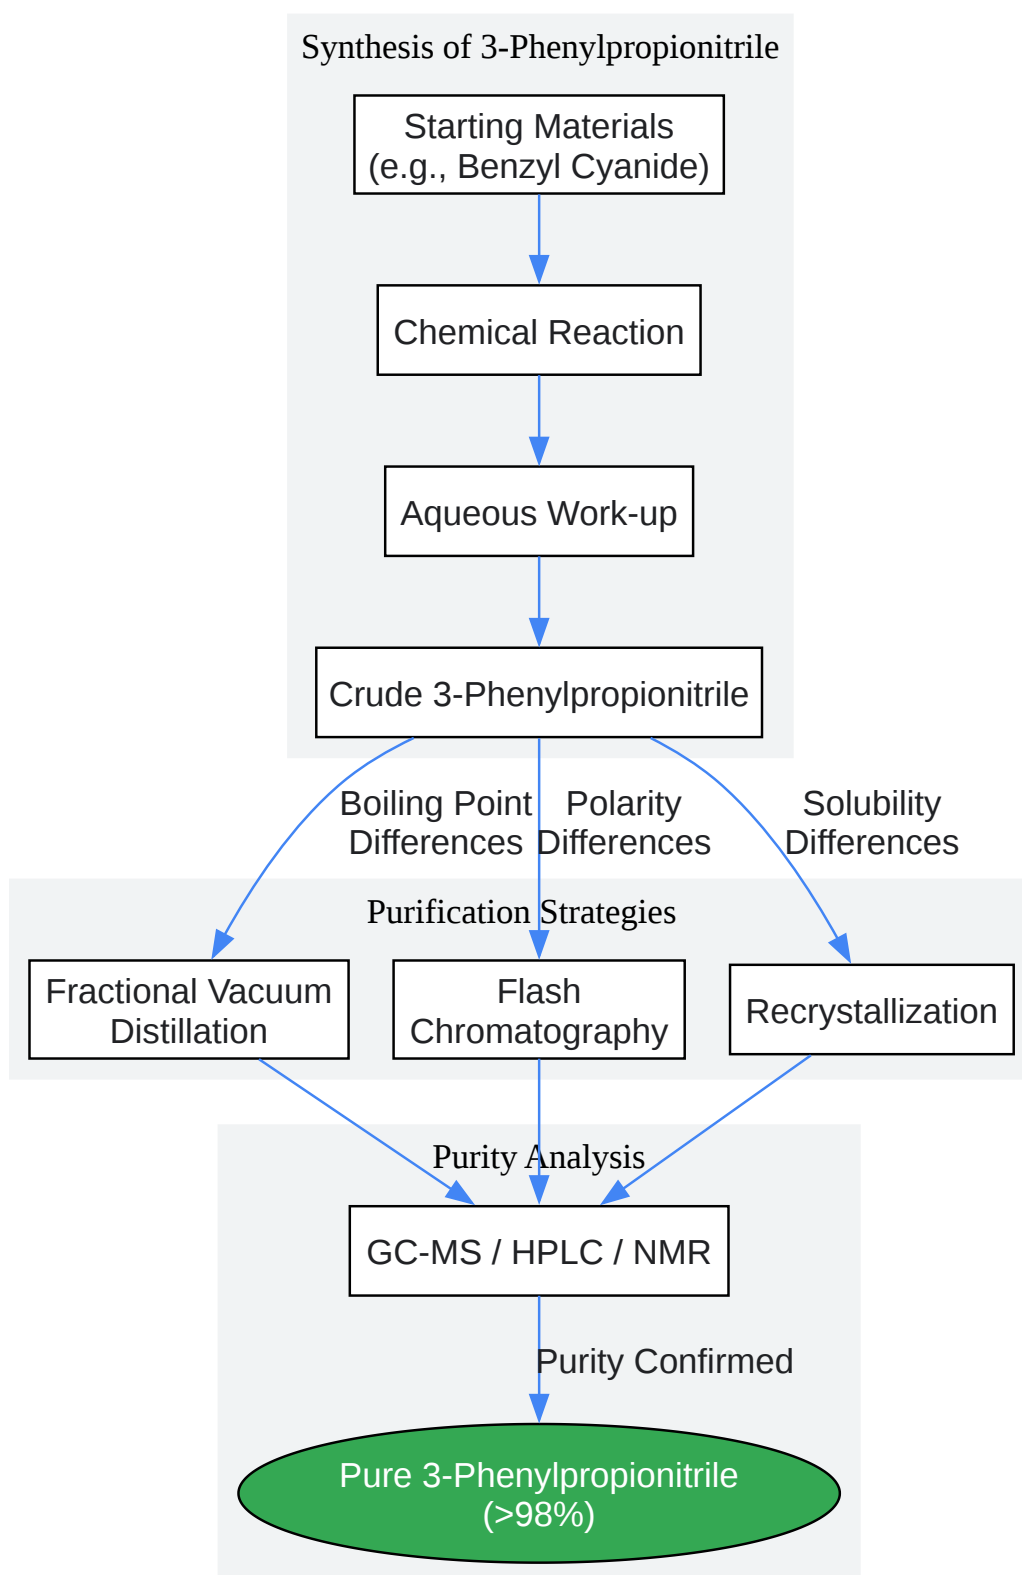 Synthesis of 3-Phenylpropionitrile
Starting Materials
(e.g., Benzyl Cyanide)
Chemical Reaction
Aqueous Work-up
Crude 3-Phenylpropionitrile
Boiling Point
Differences
Polarity
Differences
Solubility
Differences
Purification Strategies
Fractional Vacuum
Distillation
Flash
Chromatography
Recrystallization
Purity Analysis
GC-MS / HPLC / NMR
Purity Confirmed
Pure 3-Phenylpropionitrile
(>98%)